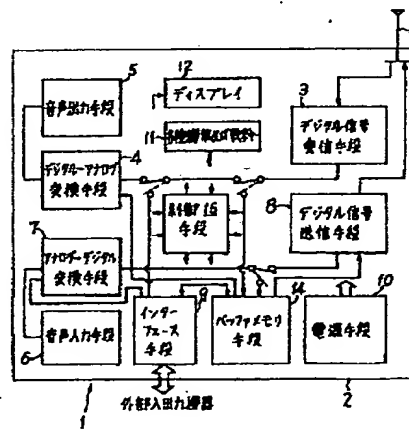 5
音声出力手段
12
ディスプレイ
3
デジタル信号
受信手段
11
4
デジタル-アナログ
変換手段
16
手段
8
デジタル信号
送信手段
7
アナログ-デジタル
変換手段
9
14
10
音声入力手段
6
インター
フェース
手段
バッファメモリ
手段
電源手段
外部入出力機器
1
2